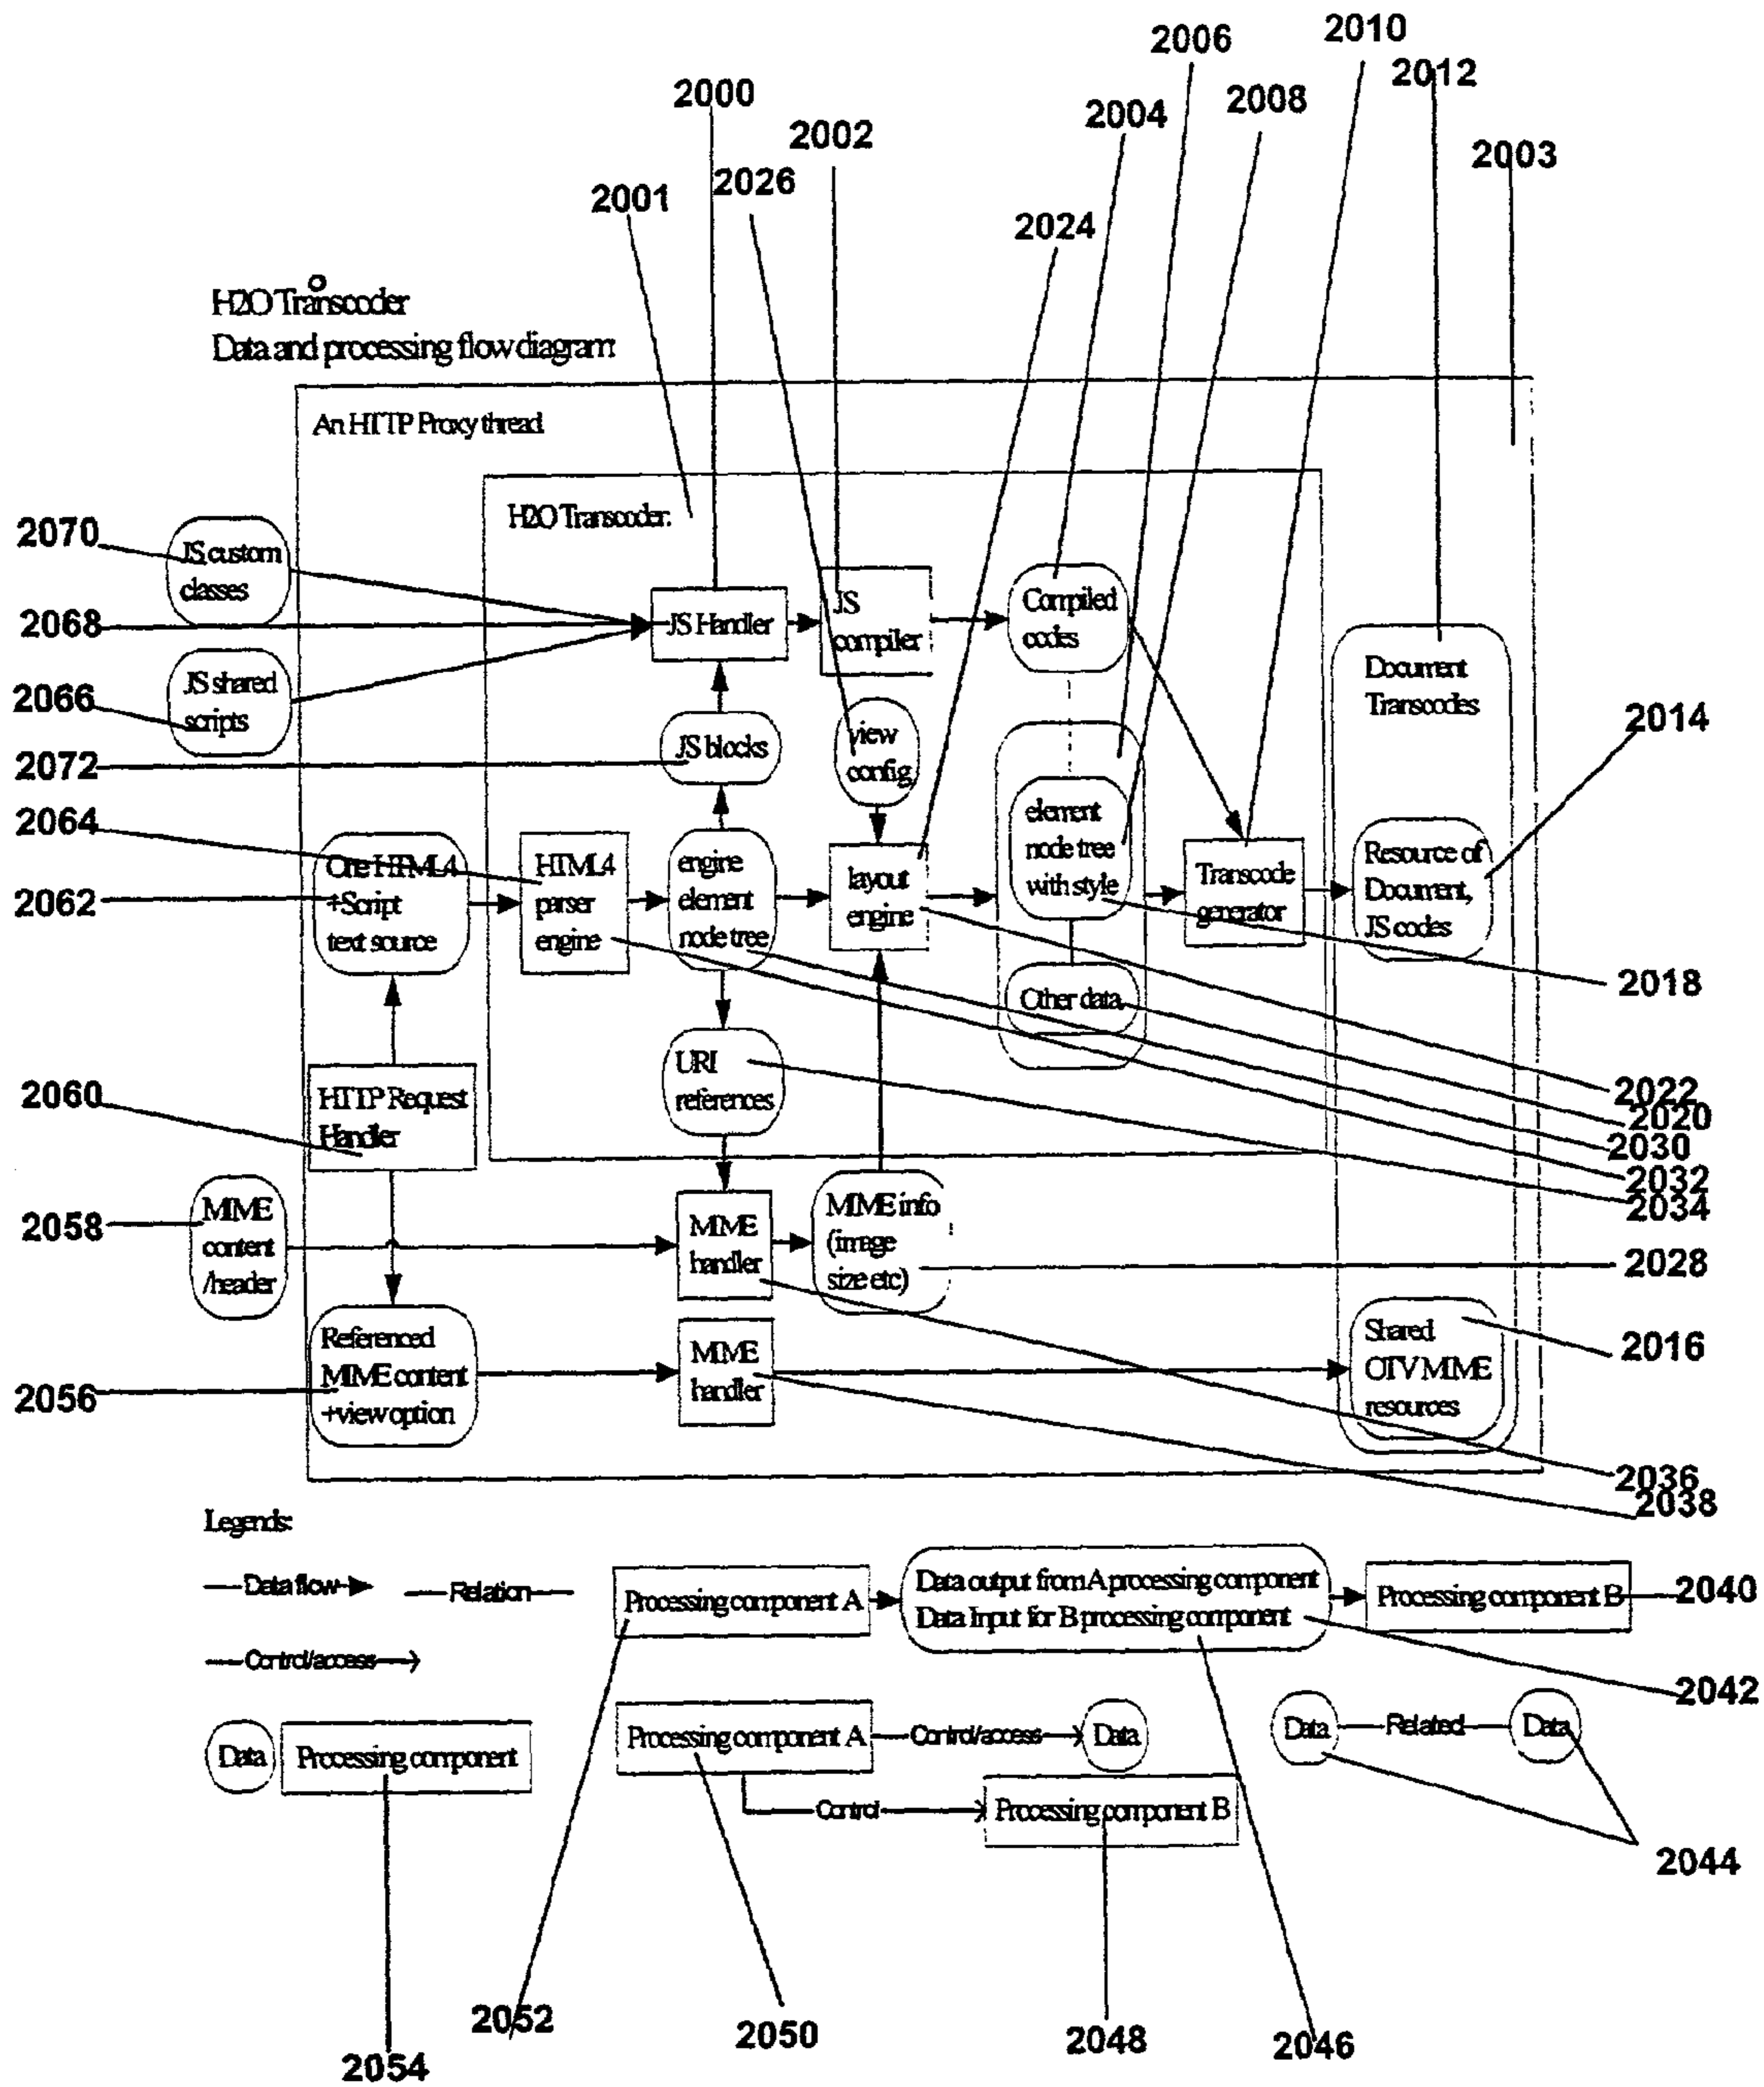 2010
2006
2012
2000
2008
2004
2002
2003
2026
2001
2024
H2O Transcoder
Data and processing flow diagram:
An HTTP Proxy thread
H2O Transcoder:
2070
JS custom
classes
2068
JS Handler
JS
compiler
Compiled
codes
2066
JS shared
scripts
Document
Transcodes
2014
2072
JS blocks
view
config
2064
2062
One HTML4
+Script
text source
HTML4
parser
engine
engine
element
node tree
layout
engine
element
node tree
with style
Transcode
generator
Resource of
Document,
JS codes
2018
Other data
2060
HTTP Request
Handler
URI
references
2022
2020
2030
2032
2034
2058
MIME
content
/header
MIME
handler
MIME info
(image
size etc)
2028
2056
Referenced
MIME content
+view option
MIME
handler
Shared
OTV MIME
resources
2016
2036
2038
Legends:
Data flow
Relation
Processing component A
Data output from A processing component
Data Input for B processing component
Processing component B
2040
Control/access
2042
Data
Processing component
Processing component A
Control/access
Data
Data
Related
Data
Control
Processing component B
2044
2052
2050
2048
2046
2054